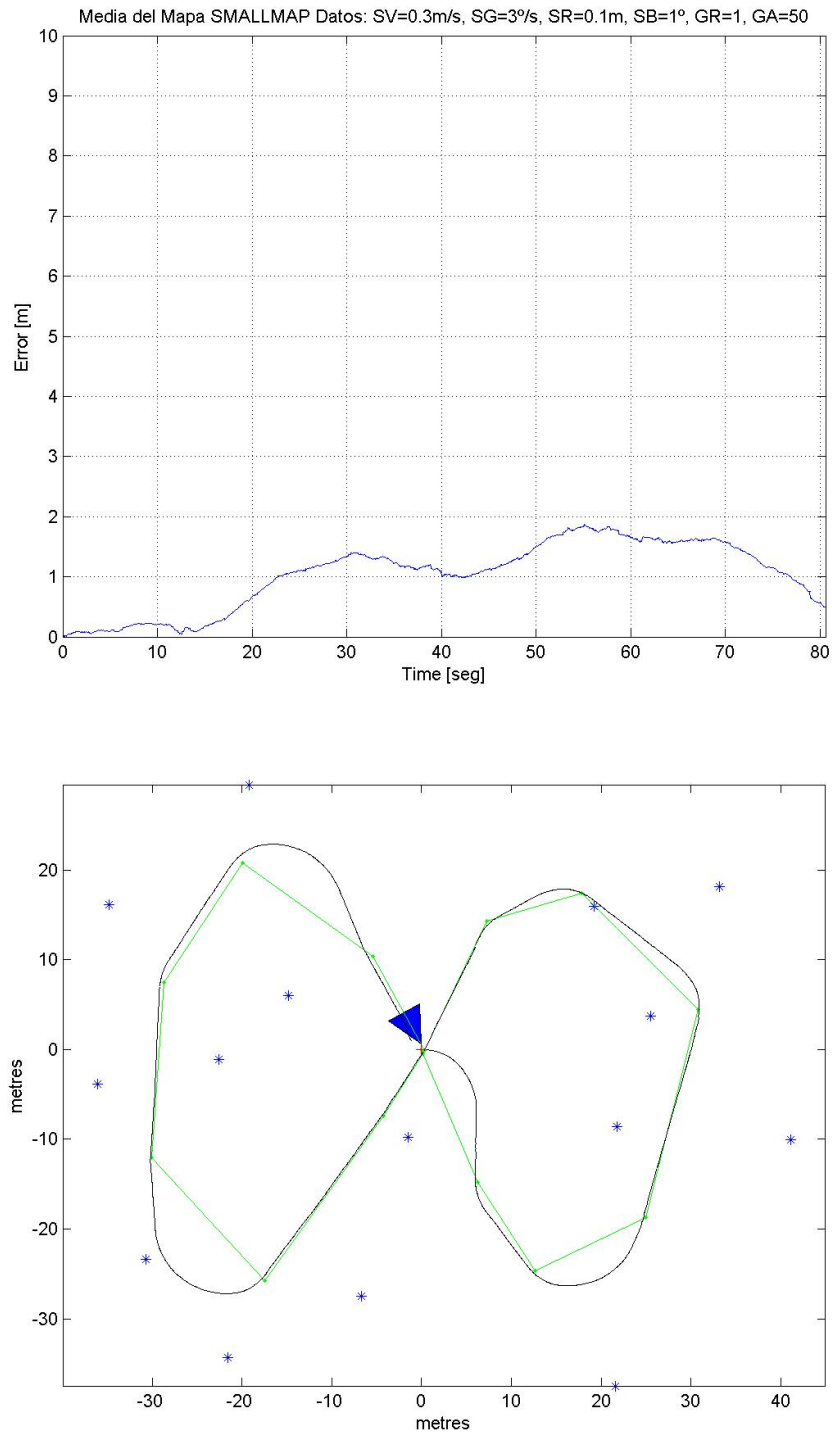 Media del Mapa SMALLMAP Datos: SV=0.3m/s, SG=3º/s, SR=0.1m, SB=1º, GR=1, GA=50
10
9
8
7
6
5
4
3
2
1
0
Error [m]
0 10 20 30 40 50 60 70 80
Time [seg]
20
10
0
-10
-20
-30
metres
-30 -20 -10 0 10 20 30 40
metres